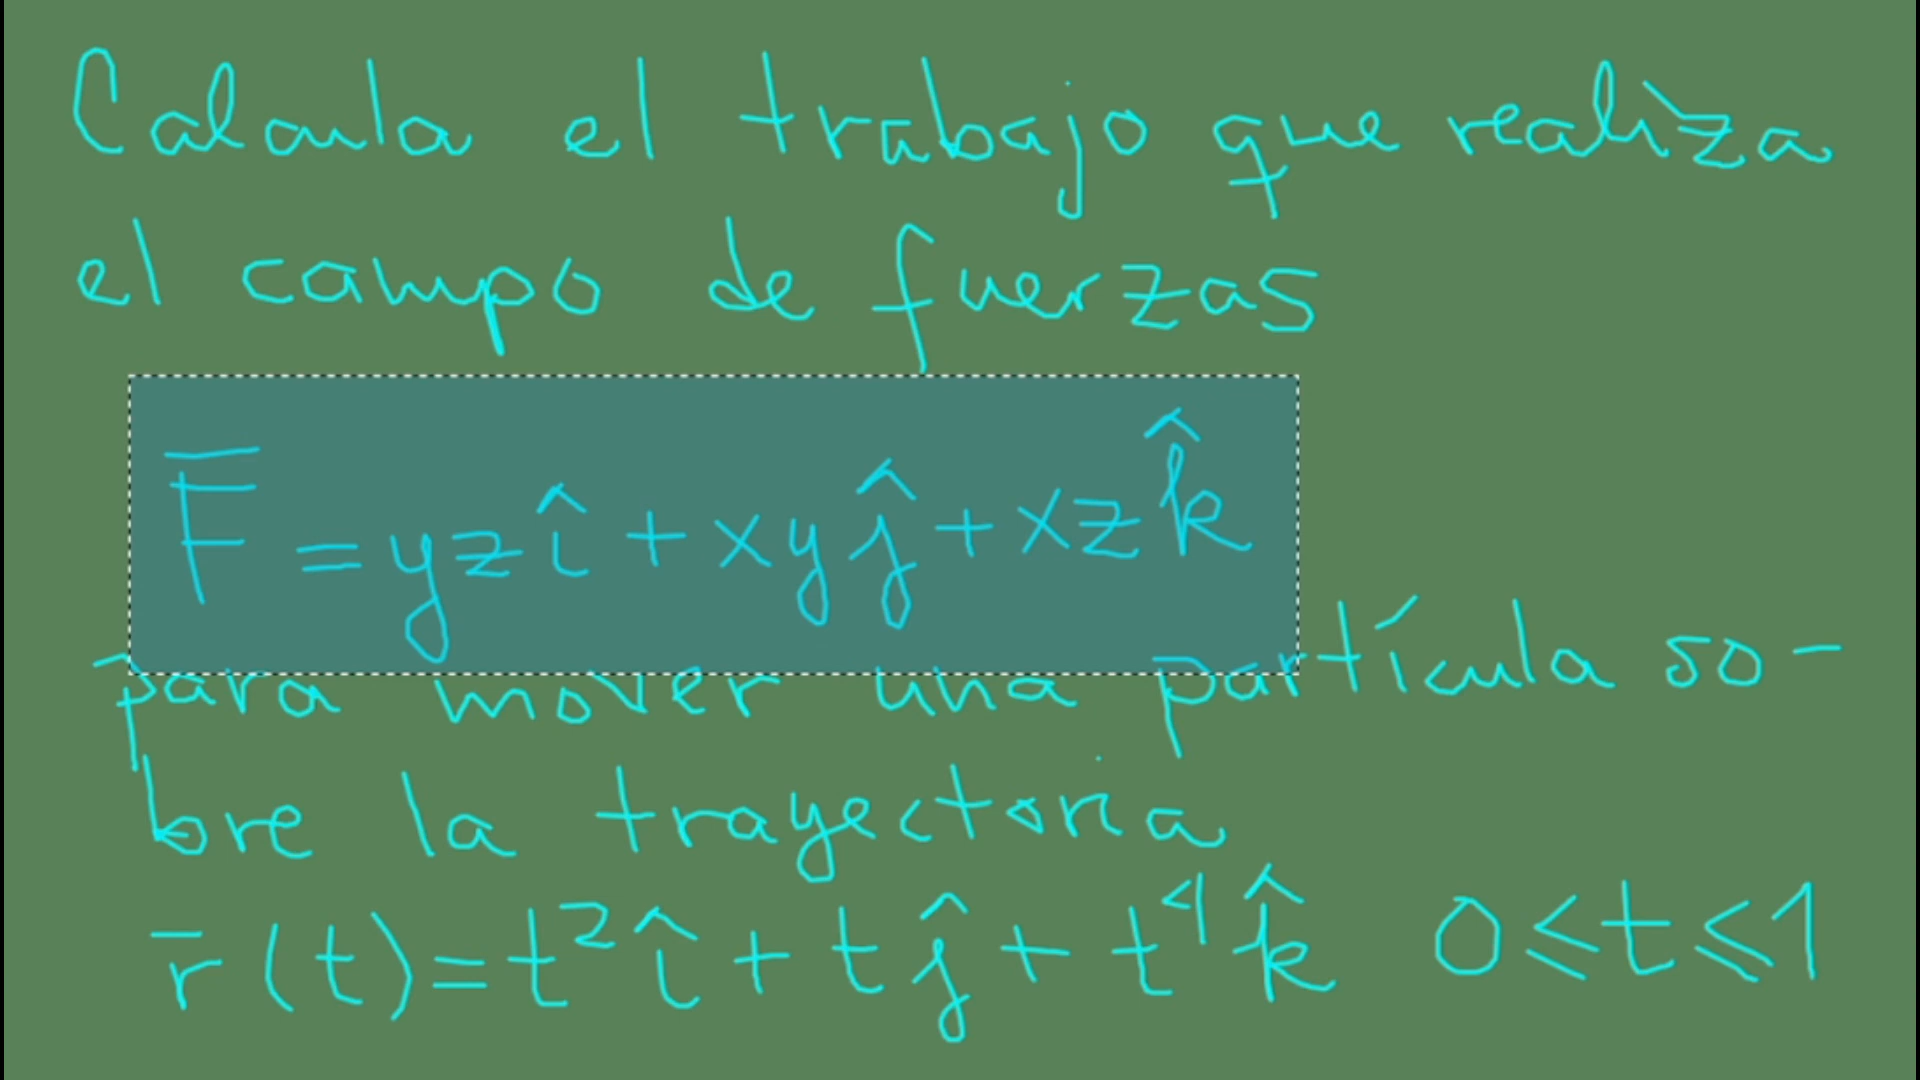 Calcula el trabajo que realiza
el campo de fuerzas
F̅ = yz î + xy ĵ + xz k̂
para mover una partícula so-
bre la trayectoria
r̅(t) = t² î + t ĵ + t⁴ k̂ 0 ≤ t ≤ 1